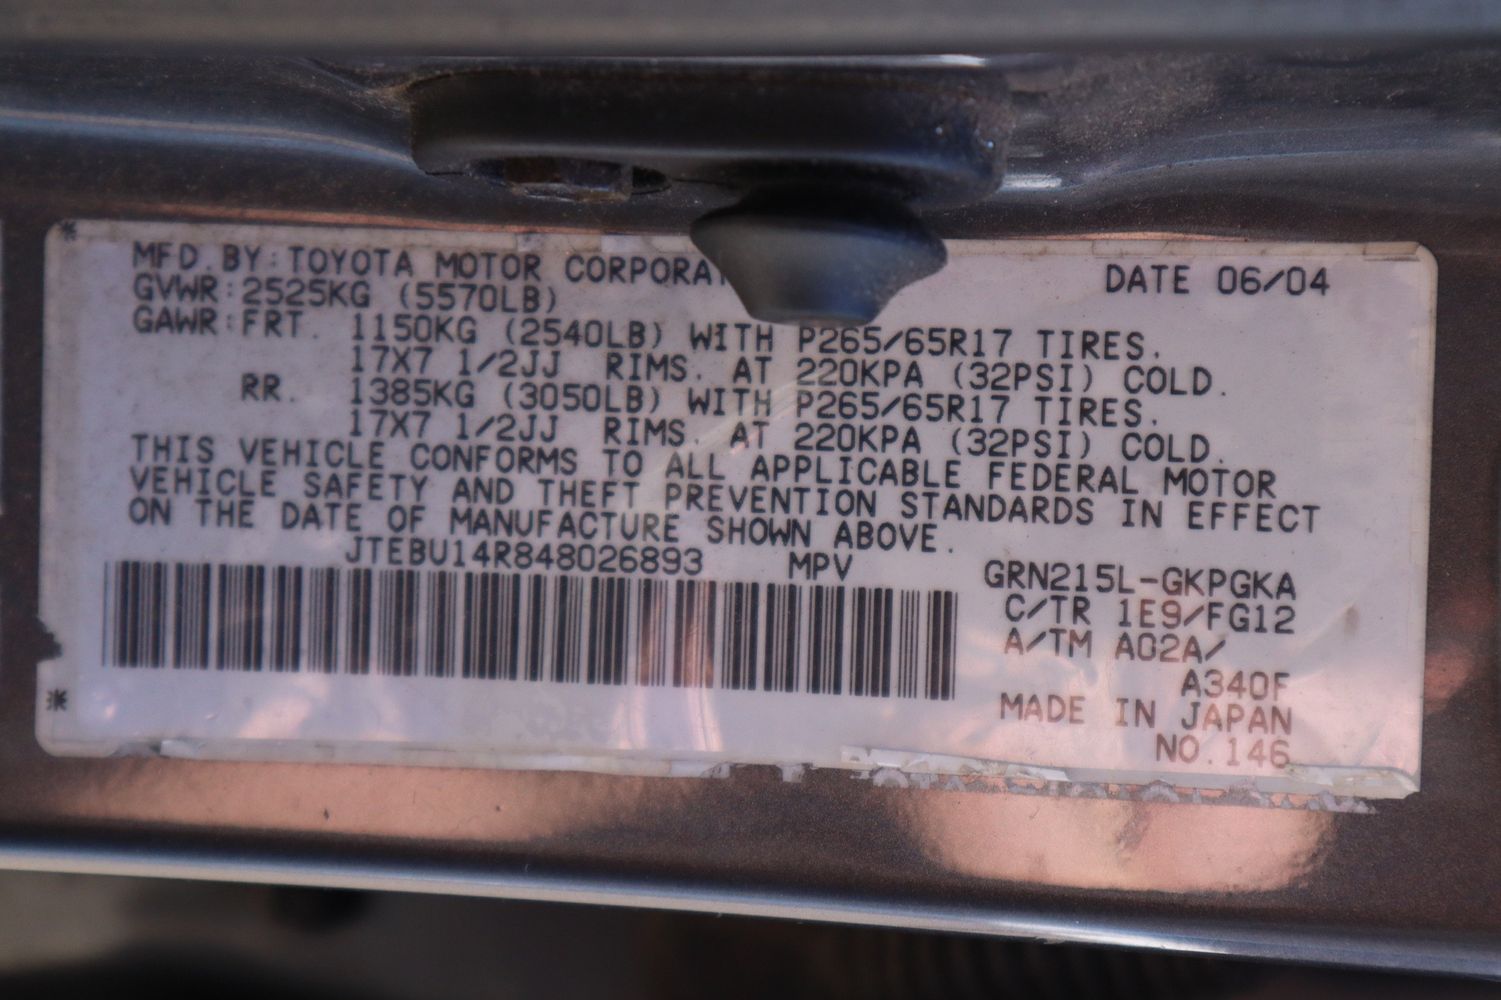 MFD BY:TOYOTA MOTOR
DATE 06/04
GVWR:2525KG (5570LB)
GAWR:FRT. 1150KG (2540LB) WITH P265/65R17 TIRES.
17X7 1/2JJ RIMS. AT 220KPA (32PSI) COLD.
RR. 1385KG (3050LB) WITH P265/65R17 TIRES.
17X7 1/2JJ RIMS. AT 220KPA (32PSI) COLD.
THIS VEHICLE CONFORMS TO ALL APPLICABLE FEDERAL MOTOR
VEHICLE SAFETY AND THEFT PREVENTION STANDARDS IN EFFECT
ON THE DATE OF MANUFACTURE SHOWN ABOVE.
JTEBU14R848026893 MPV
GRN215L-GKPGKA
C/TR 1E9/FG12
A/TM A02A/
A340F
MADE IN JAPAN
NO.146